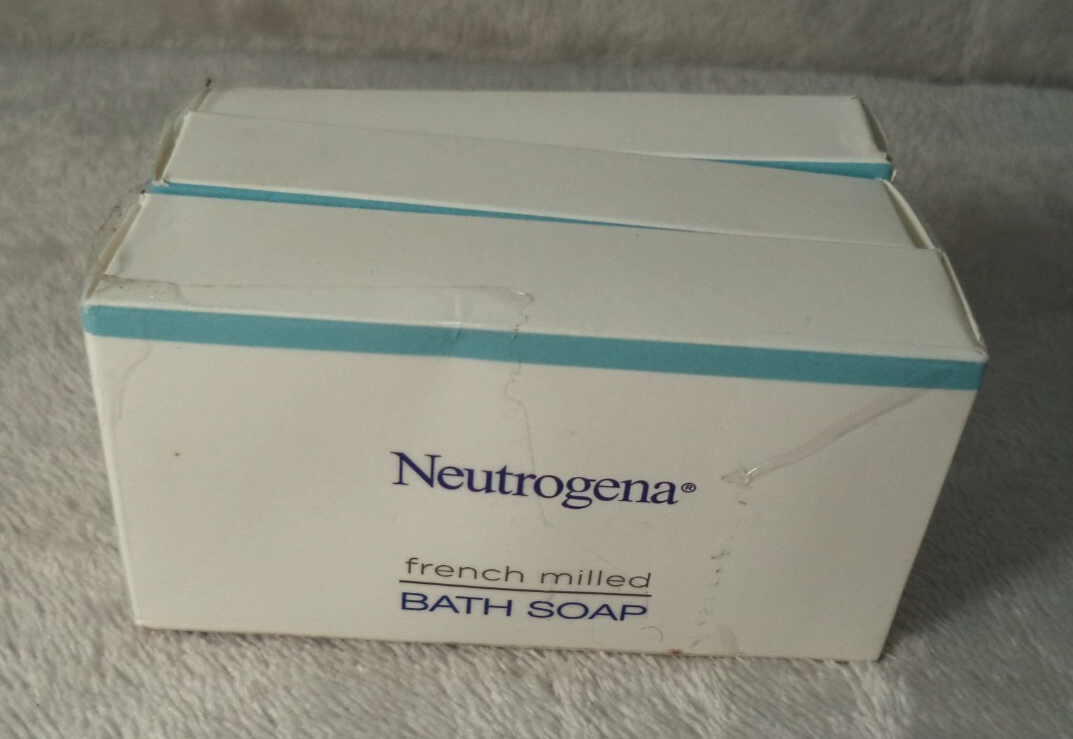 Neutrogena®
french milled
BATH SOAP